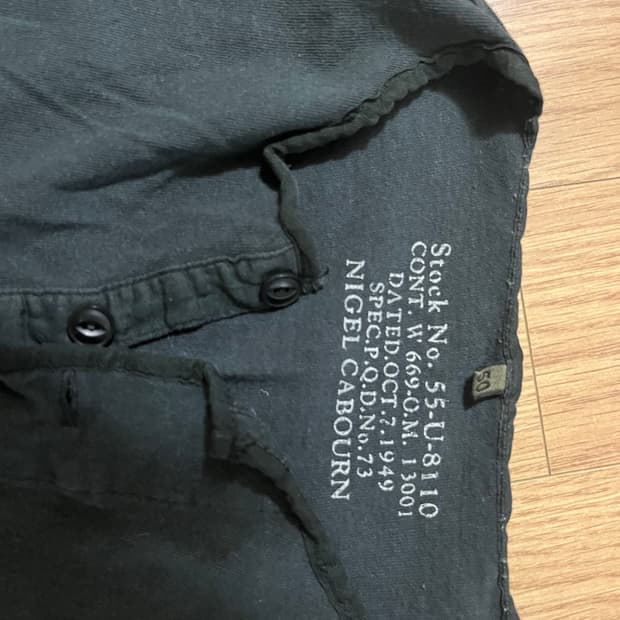 Stock No. 55-U-8110
CONT. W 669-O.M. 13001
DATED.OCT.7.1949
SPEC.P.Q.D.No.73
NIGEL CABOURN
50